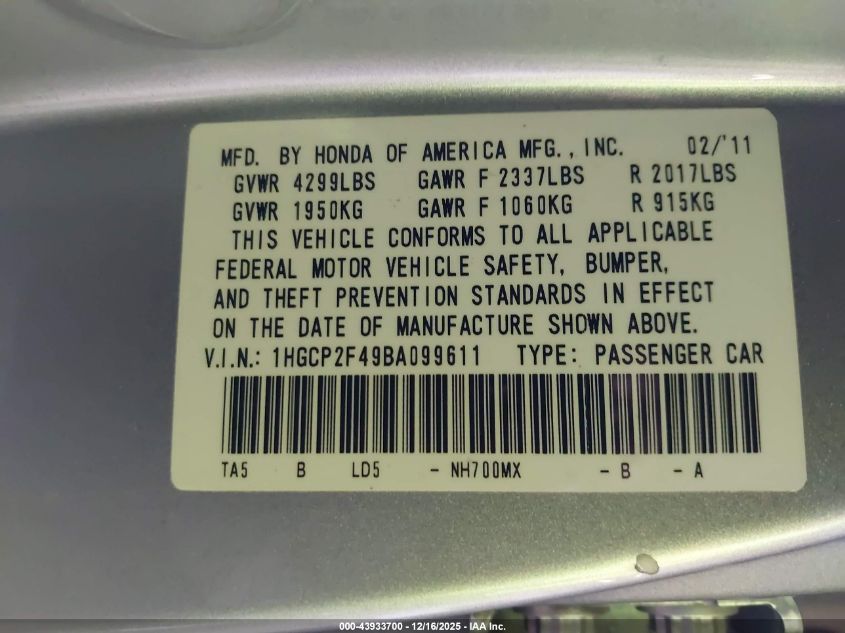 MFD. BY HONDA OF AMERICA MFG., INC. 02/'11
GVWR 4299LBS GAWR F 2337LBS R 2017LBS
GVWR 1950KG GAWR F 1060KG R 915KG
THIS VEHICLE CONFORMS TO ALL APPLICABLE
FEDERAL MOTOR VEHICLE SAFETY, BUMPER,
AND THEFT PREVENTION STANDARDS IN EFFECT
ON THE DATE OF MANUFACTURE SHOWN ABOVE.
V.I.N.: 1HGCP2F49BA099611 TYPE: PASSENGER CAR
TA5 B LD5 - NH700MX - B - A
000-43933700 - 12/16/2025 - IAA Inc.